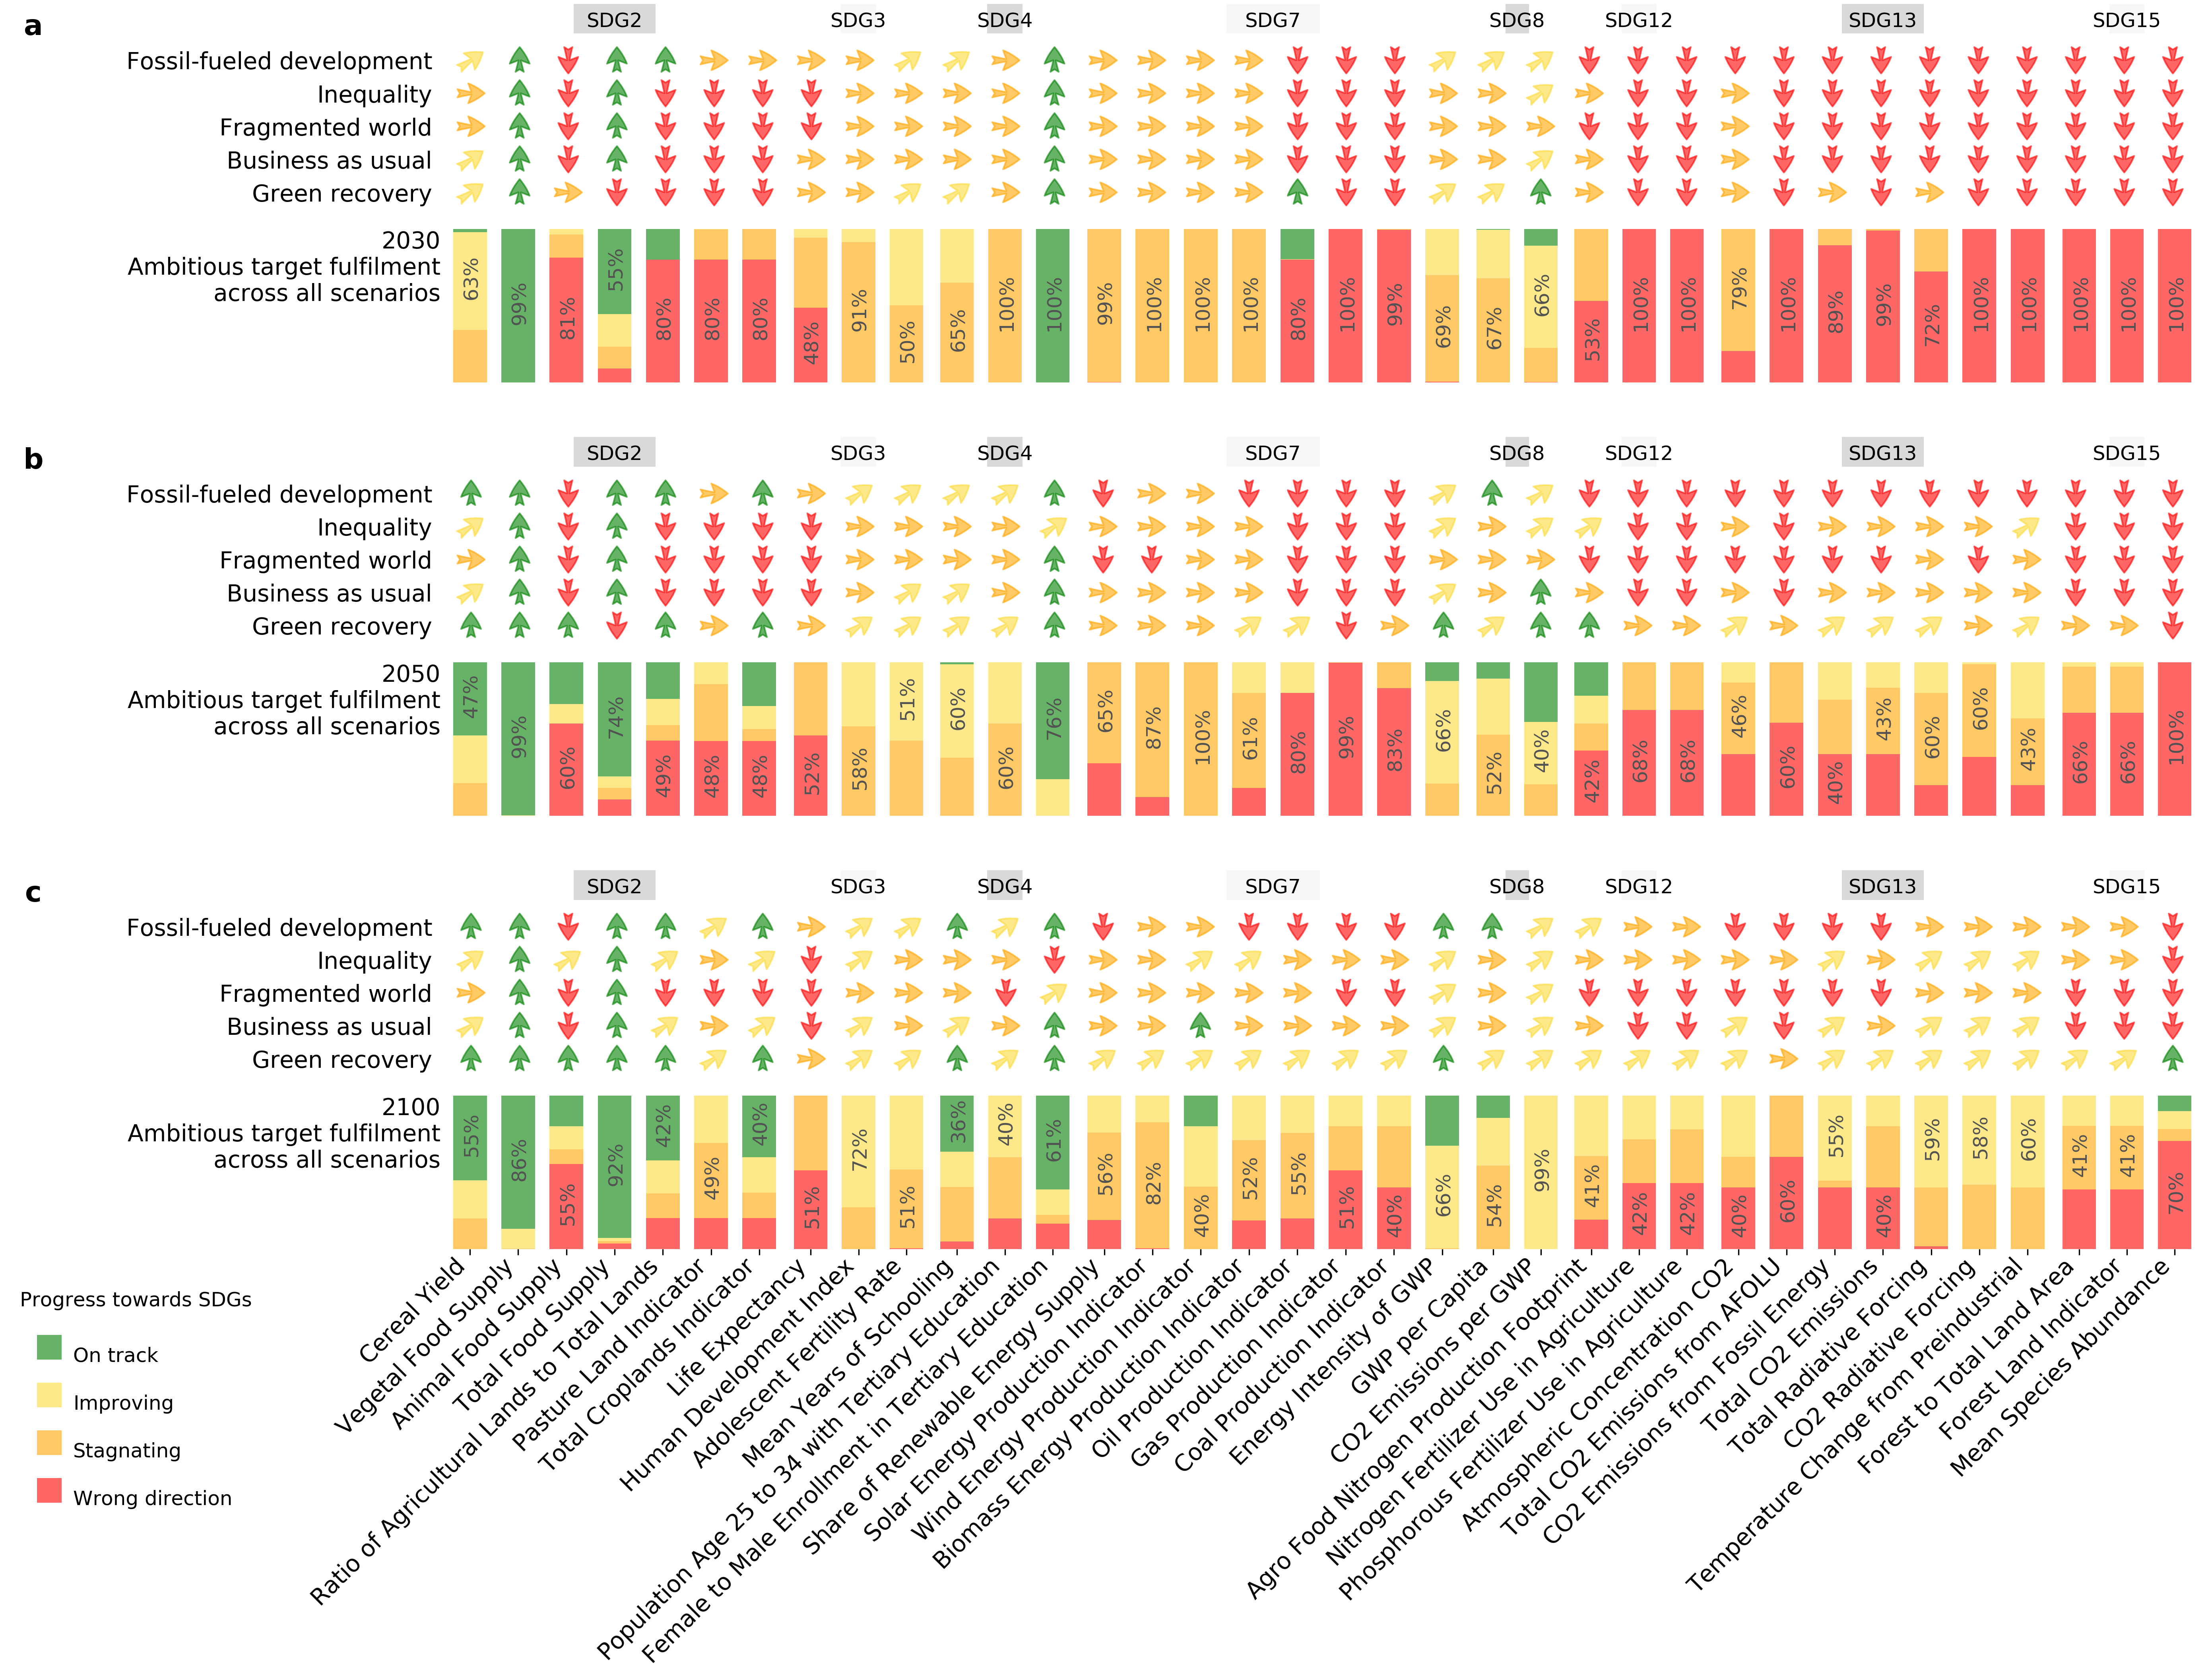 a
SDG2 SDG3 SDG4 SDG7 SDG8 SDG12 SDG13 SDG15
Fossil-fueled development
Inequality
Fragmented world
Business as usual
Green recovery
2030
Ambitious target fulfilment
across all scenarios
63% 99% 81% 55% 80% 80% 80% 48% 91% 50% 65% 100% 100% 99% 100% 100% 100% 80% 100% 99% 69% 67% 66% 53% 100% 100% 79% 100% 89% 99% 72% 100% 100% 100% 100% 100%
b
SDG2 SDG3 SDG4 SDG7 SDG8 SDG12 SDG13 SDG15
Fossil-fueled development
Inequality
Fragmented world
Business as usual
Green recovery
2050
Ambitious target fulfilment
across all scenarios
47% 99% 60% 74% 49% 48% 48% 52% 58% 51% 60% 60% 76% 65% 87% 100% 61% 80% 99% 83% 66% 52% 40% 42% 68% 68% 46% 60% 40% 43% 60% 60% 43% 66% 66% 100%
c
SDG2 SDG3 SDG4 SDG7 SDG8 SDG12 SDG13 SDG15
Fossil-fueled development
Inequality
Fragmented world
Business as usual
Green recovery
2100
Ambitious target fulfilment
across all scenarios
55% 86% 55% 92% 42% 49% 40% 51% 72% 51% 36% 40% 61% 56% 82% 40% 52% 55% 51% 40% 66% 54% 99% 41% 42% 42% 40% 60% 55% 40% 59% 58% 60% 41% 41% 70%
Cereal Yield
Vegetal Food Supply
Animal Food Supply
Total Food Supply
Ratio of Agricultural Lands to Total Lands
Pasture Land Indicator
Total Croplands Indicator
Life Expectancy
Human Development Index
Adolescent Fertility Rate
Mean Years of Schooling
Population Age 25 to 34 with Tertiary Education
Female to Male Enrollment in Tertiary Education
Share of Renewable Energy Supply
Solar Energy Production Indicator
Wind Energy Production Indicator
Biomass Energy Production Indicator
Oil Production Indicator
Gas Production Indicator
Coal Production Indicator
Energy Intensity of GWP
GWP per Capita
CO2 Emissions per GWP
Agro Food Nitrogen Production Footprint
Nitrogen Fertilizer Use in Agriculture
Phosphorous Fertilizer Use in Agriculture
Atmospheric Concentration CO2
Total CO2 Emissions from AFOLU
CO2 Emissions from Fossil Energy
Total CO2 Emissions
Total Radiative Forcing
CO2 Radiative Forcing
Temperature Change from Preindustrial
Forest to Total Land Area
Forest Land Indicator
Mean Species Abundance
Progress towards SDGs
On track
Improving
Stagnating
Wrong direction